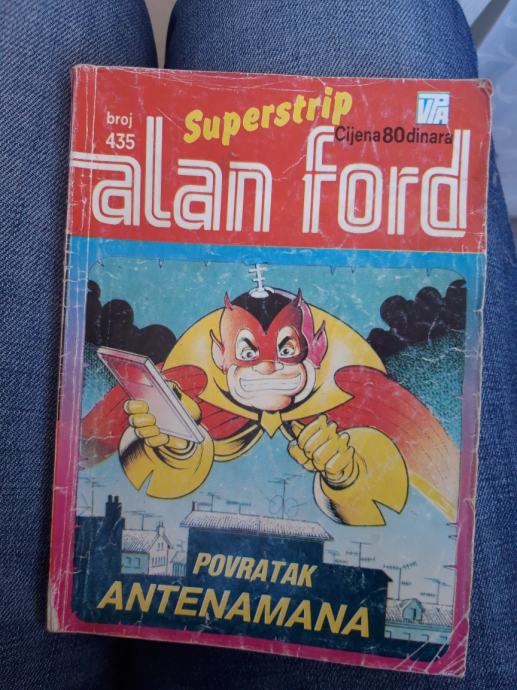 Superstrip
VPA
broj
435
Cijena 80 dinara
alan ford
POVRATAK
ANTENAMANA